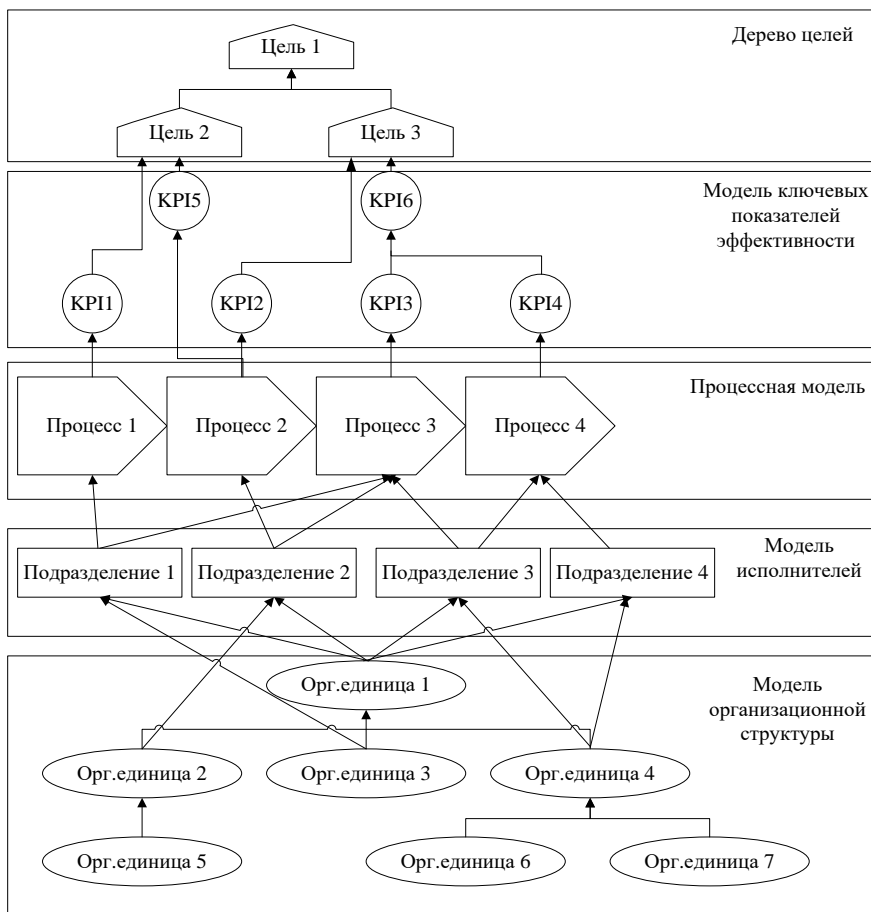 Цель 1
Дерево целей
Цель 2
Цель 3
Модель ключевых
показателей
эффективности
KPI5
KPI6
KPI1
KPI2
KPI3
KPI4
Процессная модель
Процесс 1
Процесс 2
Процесс 3
Процесс 4
Модель
исполнителей
Подразделение 1
Подразделение 2
Подразделение 3
Подразделение 4
Орг.единица 1
Модель
организационной
структуры
Орг.единица 2
Орг.единица 3
Орг.единица 4
Орг.единица 5
Орг.единица 6
Орг.единица 7